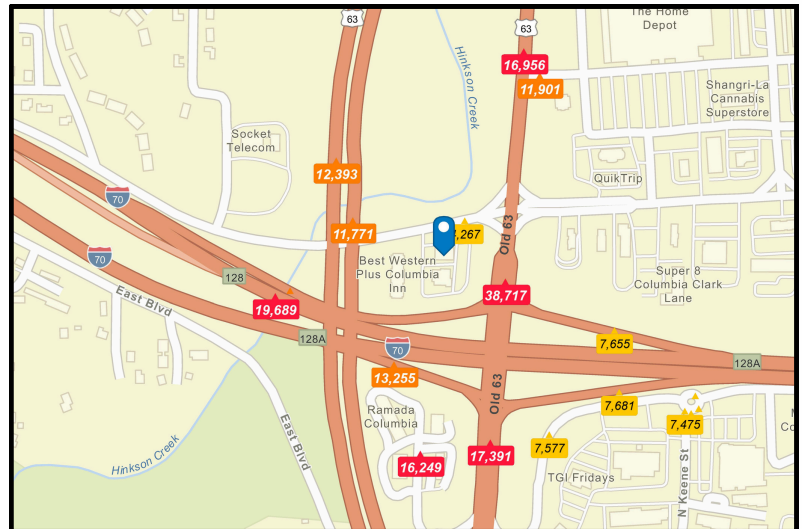 63
63
The Home
Depot
16,956
11,901
Hinkson Creek
Shangri-La
Cannabis
Superstore
Socket
Telecom
12,393
QuikTrip
70
11,771
,267
Old 63
70
Best Western
Plus Columbia
Inn
128
Super 8
Columbia Clark
Lane
East Blvd
19,689
38,717
128A
70
7,655
128A
13,255
Old 63
7,681
Ramada
Columbia
7,475
East Blvd
Hinkson Creek
17,391
7,577
16,249
TGI Fridays
N Keene St